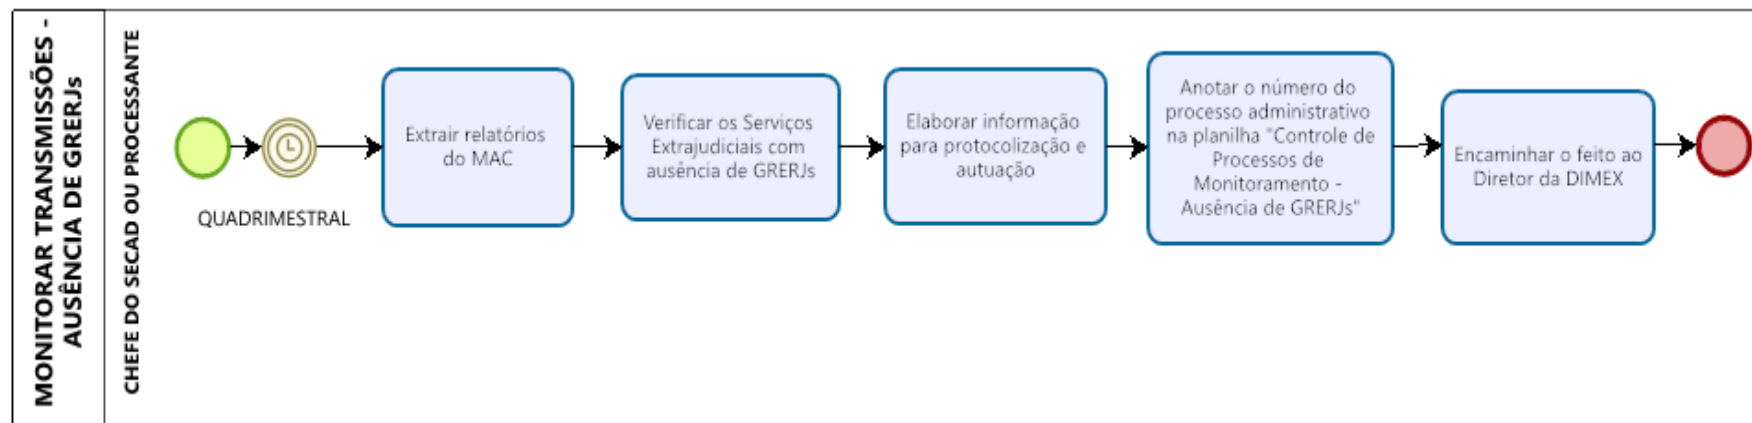 MONITORAR TRANSMISSÕES -
AUSÊNCIA DE GRERJs
CHEFE DO SECAD OU PROCESSANTE
QUADRIMESTRAL
Extrair relatórios
do MAC
Verificar os Serviços
Extrajudiciais com
ausência de GRERJs
Elaborar informação
para protocolização e
autuação
Anotar o número do
processo administrativo
na planilha "Controle de
Processos de
Monitoramento -
Ausência de GRERJs"
Encaminhar o feito ao
Diretor da DIMEX